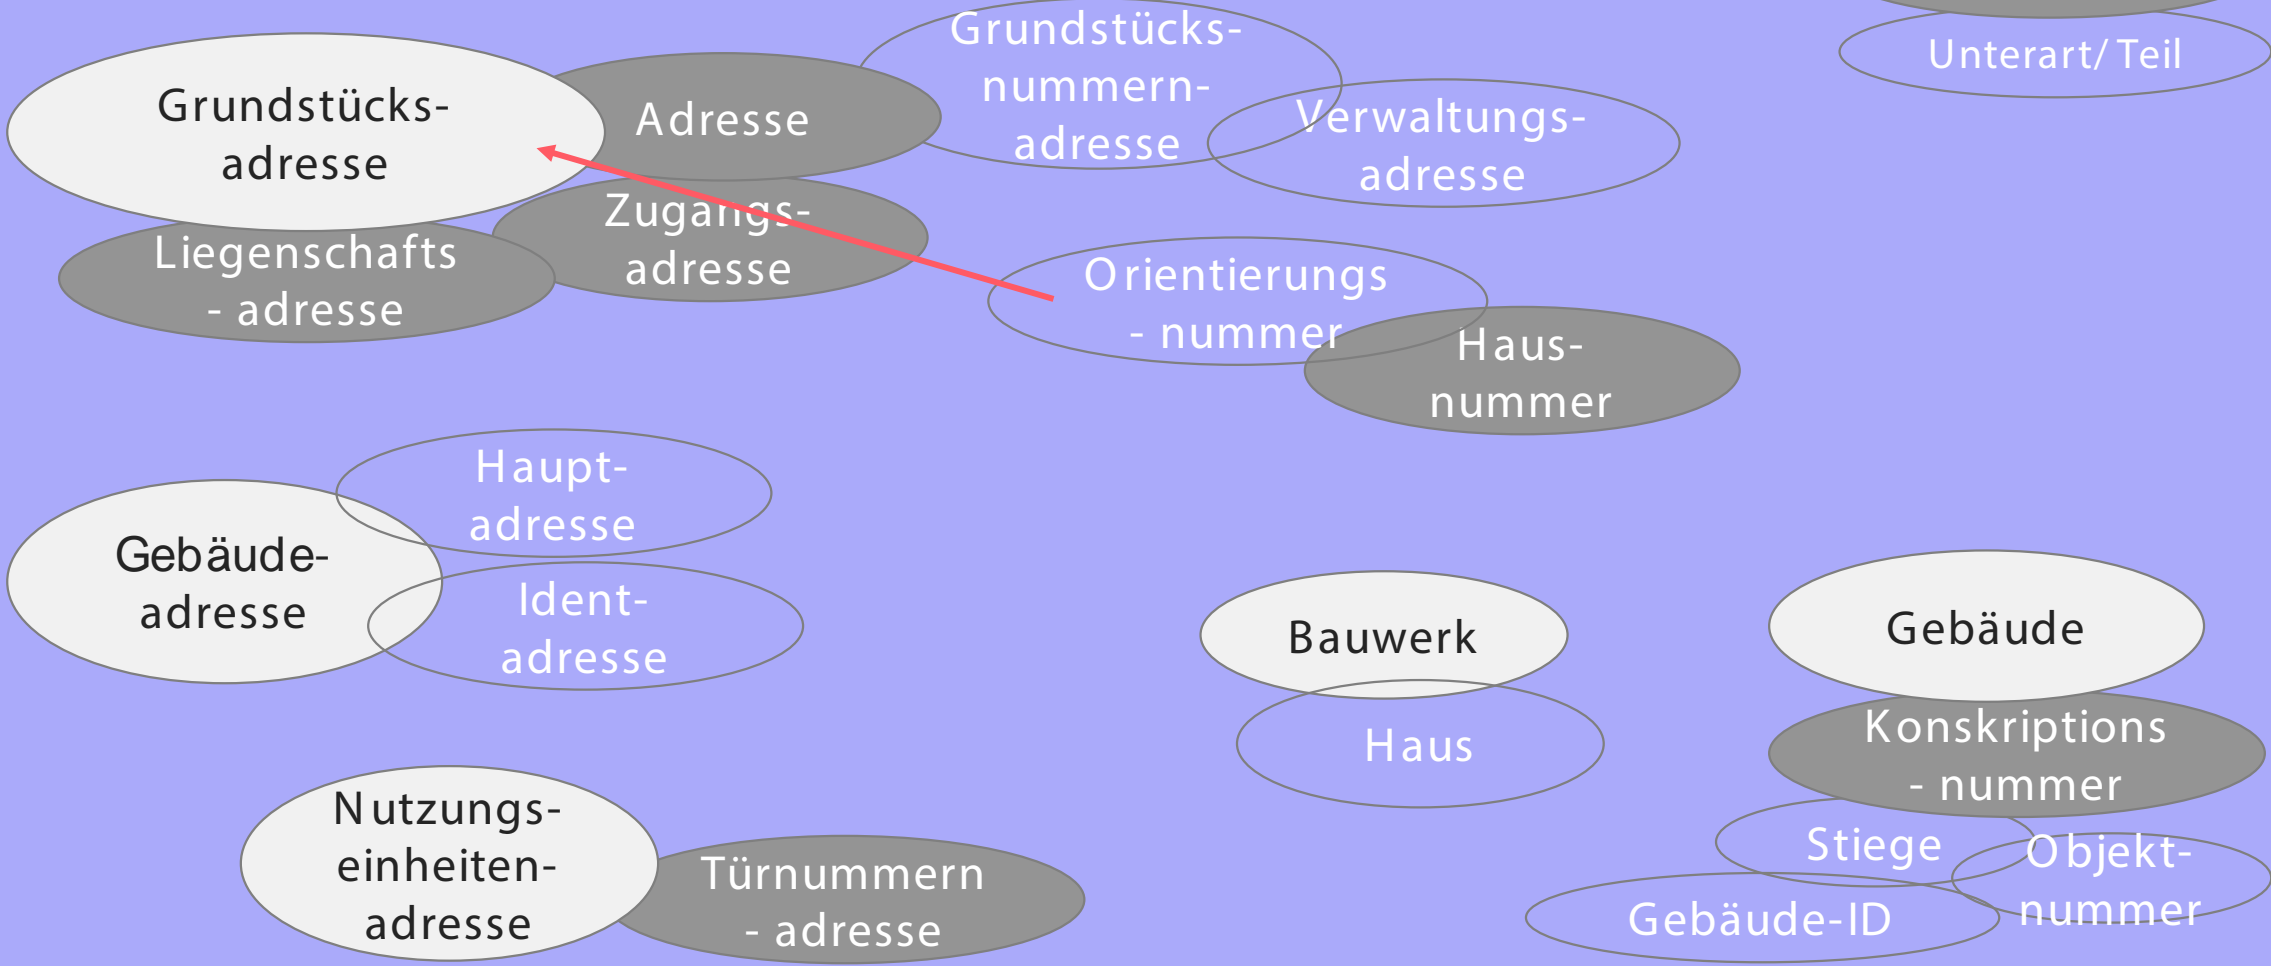 Grundstücks-
adresse
Adresse
Grundstücks-
nummern-
adresse
Verwaltungs-
adresse
Unterart/Teil
Liegenschafts
- adresse
Zugangs-
adresse
Orientierungs
- nummer
Haus-
nummer
Haupt-
adresse
Gebäude-
adresse
Ident-
adresse
Bauwerk
Haus
Gebäude
Konskriptions
- nummer
Stiege
Objekt-
nummer
Gebäude-ID
Nutzungs-
einheiten-
adresse
Türnummern
- adresse